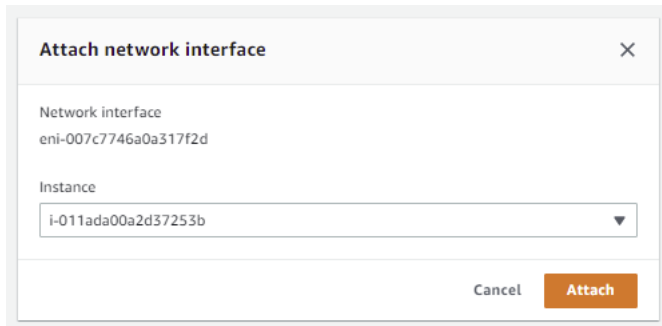 Attach network interface
Network interface
eni-007c7746a0a317f2d
Instance
i-011ada00a2d37253b
Cancel Attach